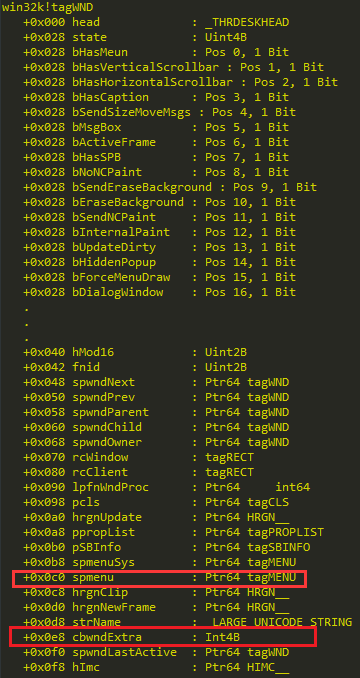 win32k!tagWND
+0x000 head : _THRDESKHEAD
+0x028 state : Uint4B
+0x028 bHasMeun : Pos 0, 1 Bit
+0x028 bHasVerticalScrollbar : Pos 1, 1 Bit
+0x028 bHasHorizontalScrollbar : Pos 2, 1 Bit
+0x028 bHasCaption : Pos 3, 1 Bit
+0x028 bSendSizeMoveMsgs : Pos 4, 1 Bit
+0x028 bMsgBox : Pos 5, 1 Bit
+0x028 bActiveFrame : Pos 6, 1 Bit
+0x028 bHasSPB : Pos 7, 1 Bit
+0x028 bNoNCPaint : Pos 8, 1 Bit
+0x028 bSendEraseBackground : Pos 9, 1 Bit
+0x028 bEraseBackground : Pos 10, 1 Bit
+0x028 bSendNCPaint : Pos 11, 1 Bit
+0x028 bInternalPaint : Pos 12, 1 Bit
+0x028 bUpdateDirty : Pos 13, 1 Bit
+0x028 bHiddenPopup : Pos 14, 1 Bit
+0x028 bForceMenuDraw : Pos 15, 1 Bit
+0x028 bDialogWindow : Pos 16, 1 Bit
.
.
.
+0x040 hMod16 : Uint2B
+0x042 fnid : Uint2B
+0x048 spwndNext : Ptr64 tagWND
+0x050 spwndPrev : Ptr64 tagWND
+0x058 spwndParent : Ptr64 tagWND
+0x060 spwndChild : Ptr64 tagWND
+0x068 spwndOwner : Ptr64 tagWND
+0x070 rcWindow : tagRECT
+0x080 rcClient : tagRECT
+0x090 lpfnWndProc : Ptr64 int64
+0x098 pcls : Ptr64 tagCLS
+0x0a0 hrgnUpdate : Ptr64 HRGN__
+0x0a8 ppropList : Ptr64 tagPROPLIST
+0x0b0 pSBInfo : Ptr64 tagSBINFO
+0x0b8 spmenuSys : Ptr64 tagMENU
+0x0c0 spmenu : Ptr64 tagMENU
+0x0c8 hrgnClip : Ptr64 HRGN__
+0x0d0 hrgnNewFrame : Ptr64 HRGN__
+0x0d8 strName : _LARGE_UNICODE_STRING
+0x0e8 cbwndExtra : Int4B
+0x0f0 spwndLastActive : Ptr64 tagWND
+0x0f8 hImc : Ptr64 HIMC__